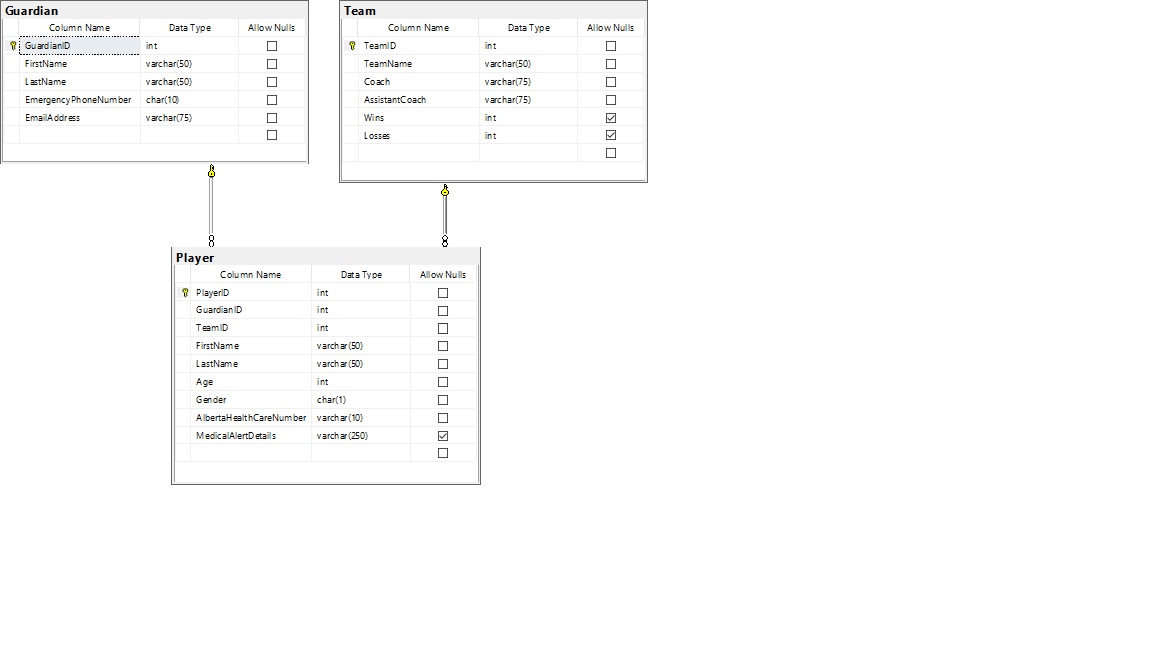 Guardian
Column Name Data Type Allow Nulls
GuardianID int
FirstName varchar(50)
LastName varchar(50)
EmergencyPhoneNumber char(10)
EmailAddress varchar(75)
Team
Column Name Data Type Allow Nulls
TeamID int
TeamName varchar(50)
Coach varchar(75)
AssistantCoach varchar(75)
Wins int
Losses int
Player
Column Name Data Type Allow Nulls
PlayerID int
GuardianID int
TeamID int
FirstName varchar(50)
LastName varchar(50)
Age int
Gender char(1)
AlbertaHealthCareNumber varchar(10)
MedicalAlertDetails varchar(250)